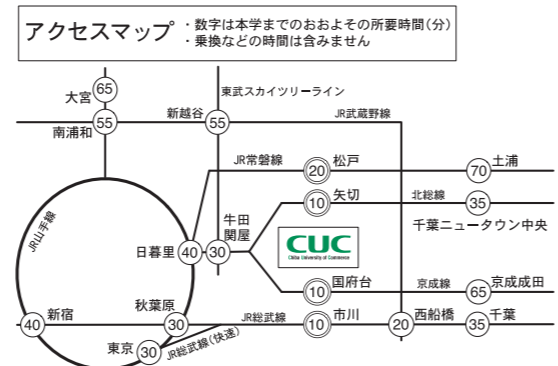 アクセスマップ
・数字は本学までのおおよその所要時間(分)
・乗換などの時間は含みません
大宮
65
南浦和
55
新越谷
55
東武スカイツリーライン
JR武蔵野線
JR常磐線
20
松戸
70
土浦
JR山手線
牛田
関屋
日暮里
40
30
10
矢切
北総線
35
千葉ニュータウン中央
CUC
Chiba University of Commerce
10
国府台
京成線
65
京成成田
40
新宿
秋葉原
30
JR総武線
10
市川
20
西船橋
35
千葉
東京
30
JR総武線(快速)